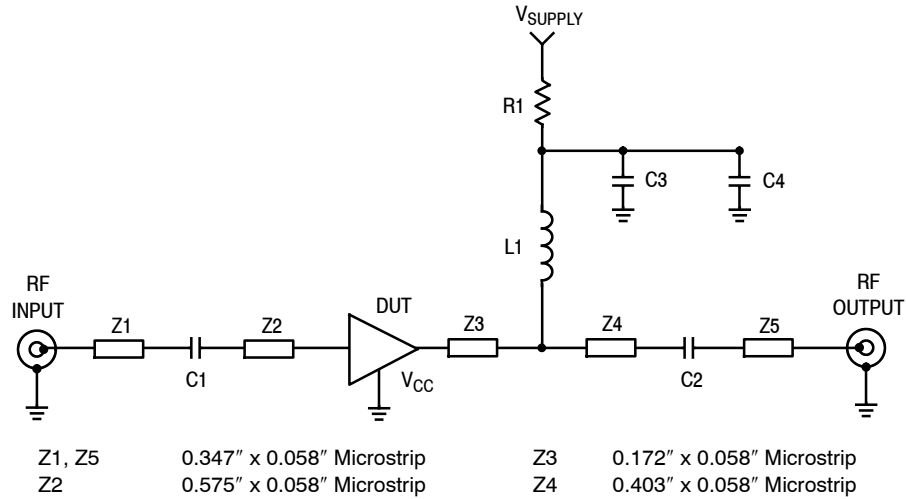 VSUPPLY
R1
C3
C4
L1
RF
INPUT
Z1
C1
Z2
DUT
VCC
Z3
Z4
C2
Z5
RF
OUTPUT
Z1, Z5 0.347″ x 0.058″ Microstrip Z3 0.172″ x 0.058″ Microstrip
Z2 0.575″ x 0.058″ Microstrip Z4 0.403″ x 0.058″ Microstrip